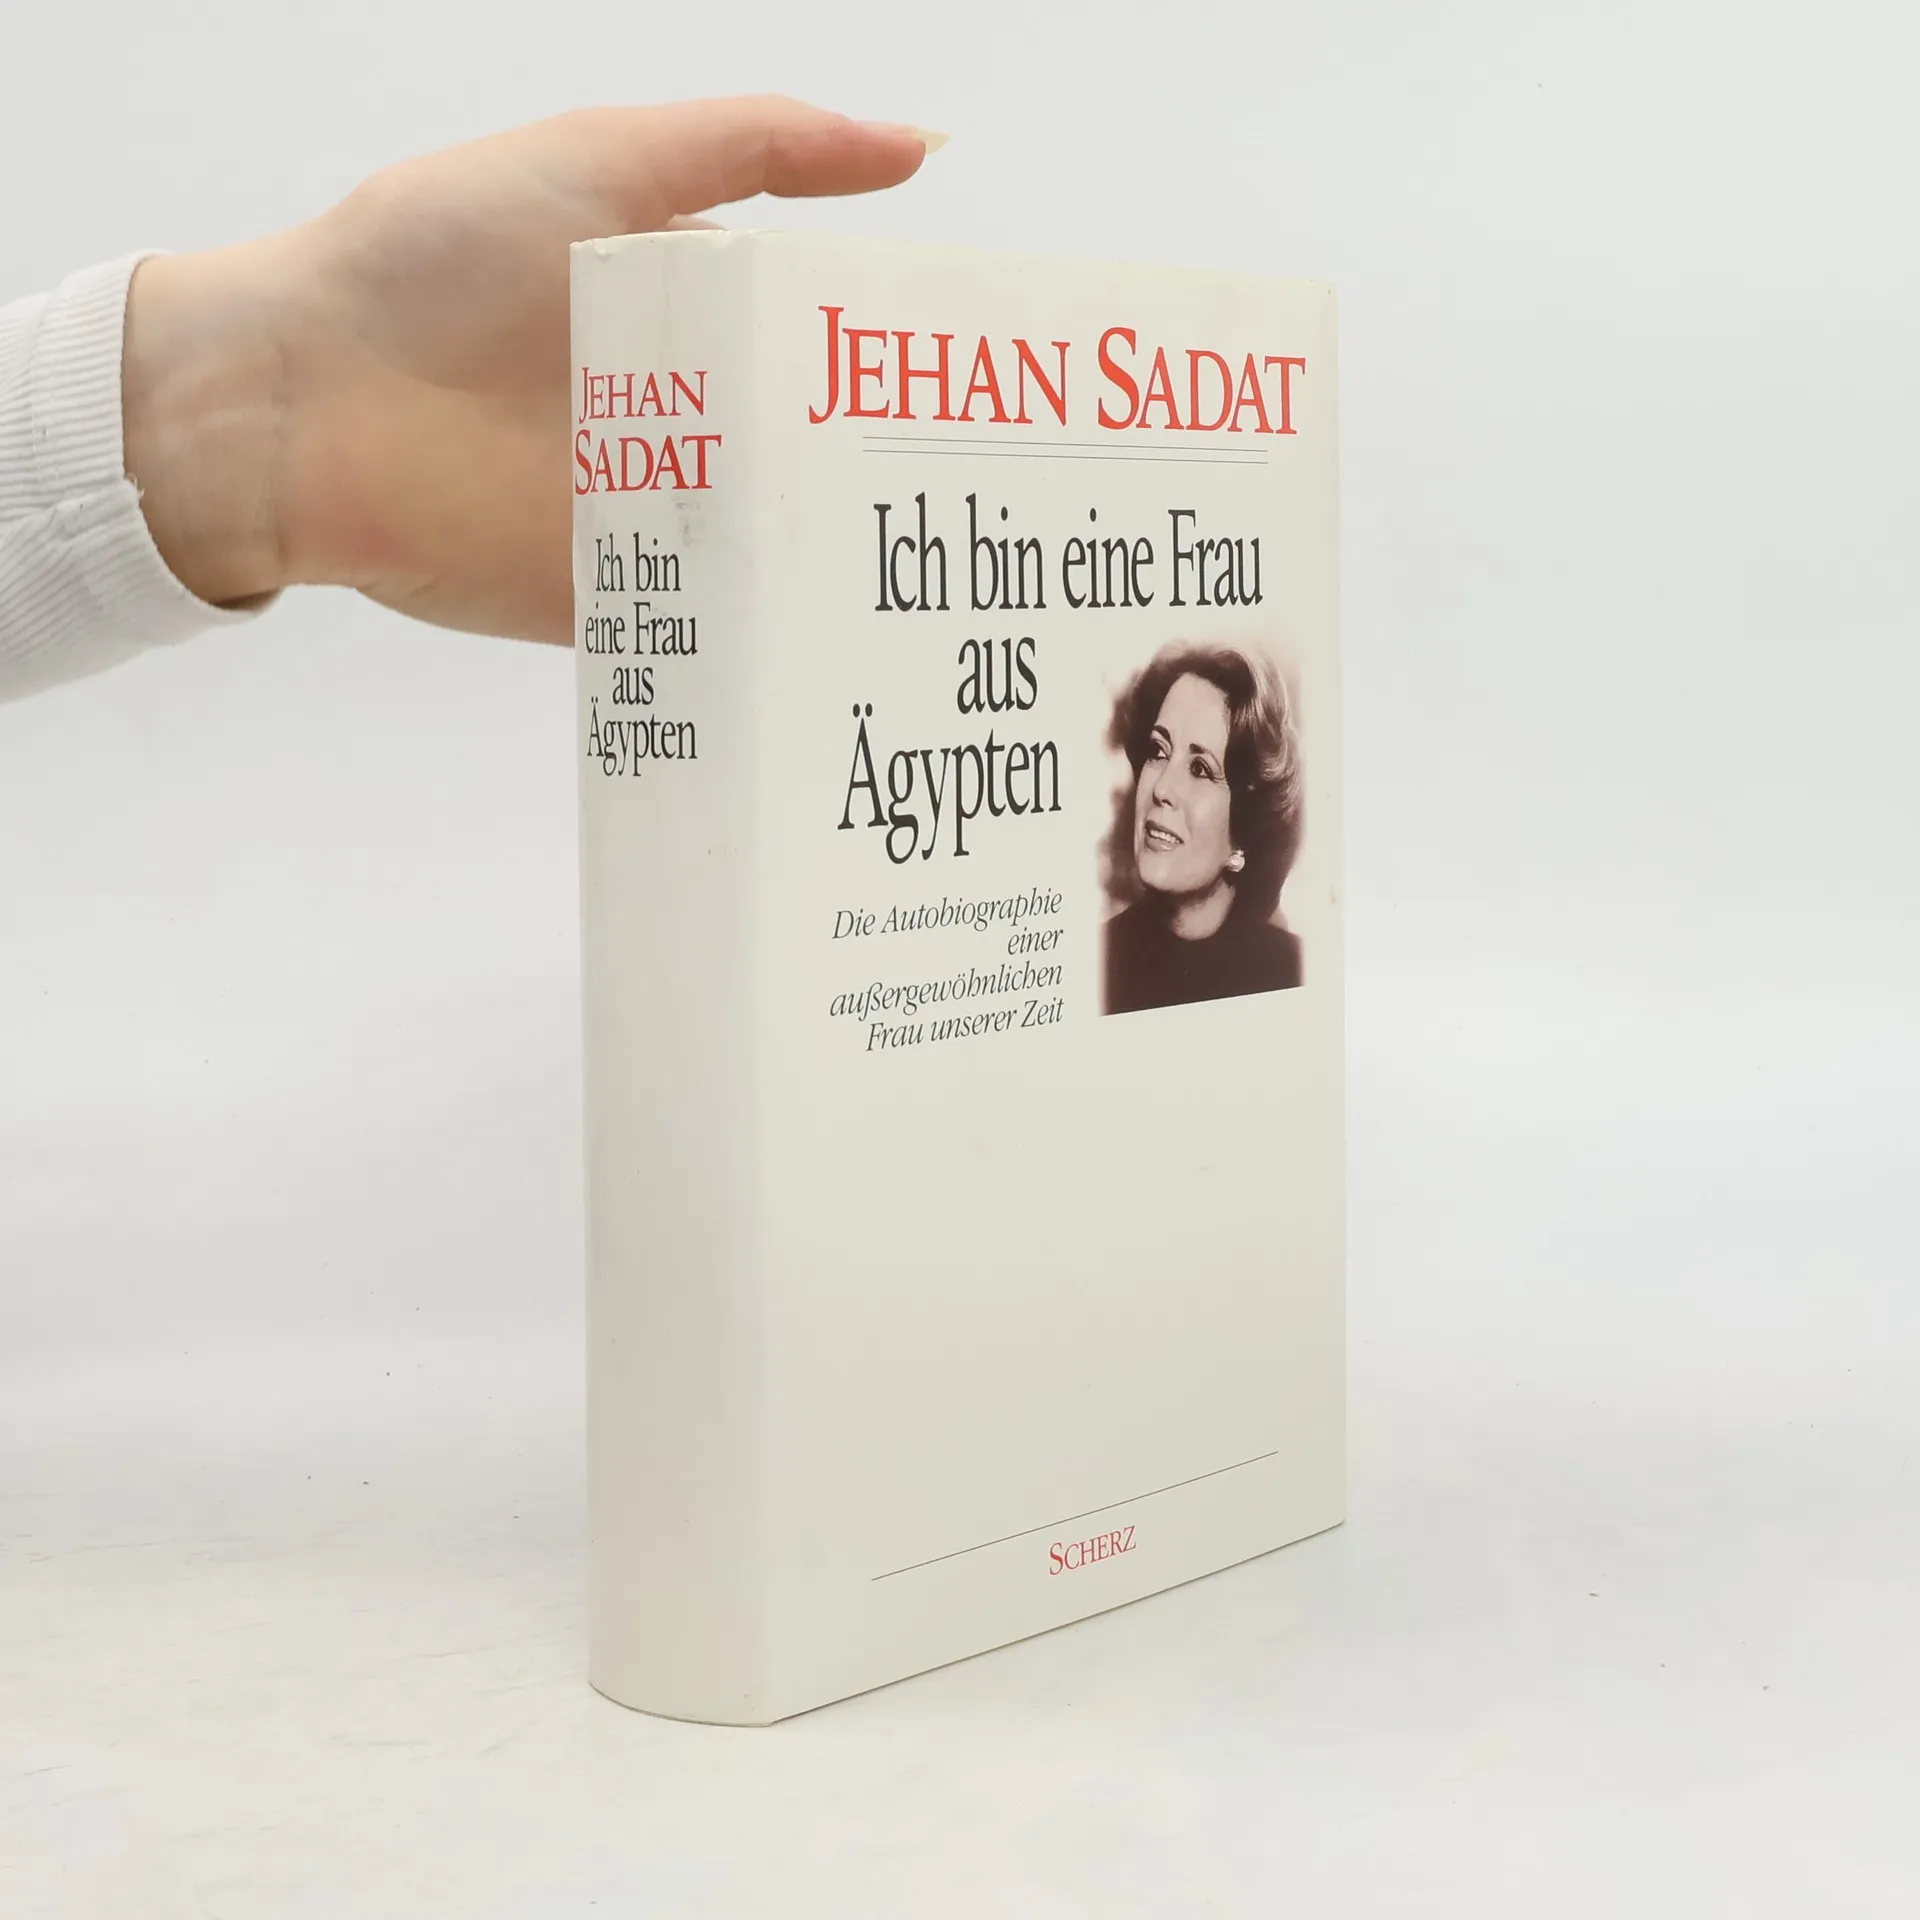 JEHAN
SADAT
Ich bin
eine Frau
aus
Ägypten
JEHAN SADAT
Ich bin eine Frau
aus
Ägypten
Die Autobiographie
einer
außergewöhnlichen
Frau unserer Zeit
SCHERZ